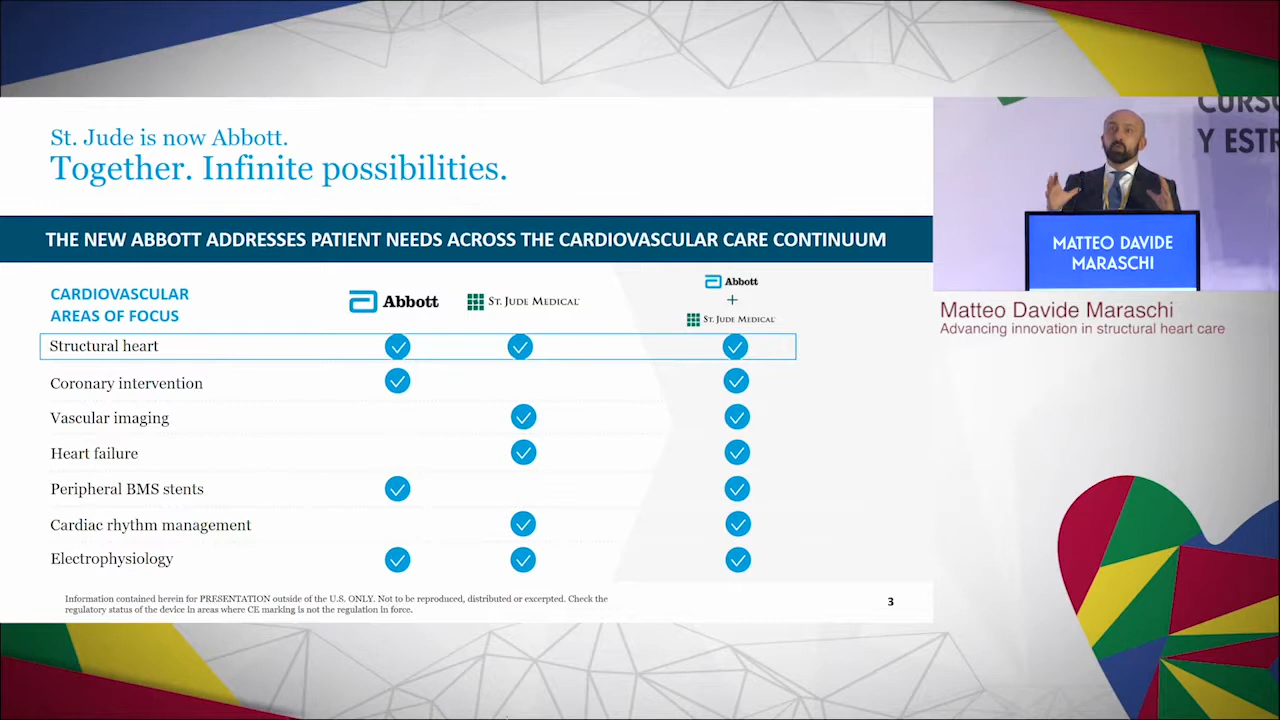 St. Jude is now Abbott.
Together. Infinite possibilities.
THE NEW ABBOTT ADDRESSES PATIENT NEEDS ACROSS THE CARDIOVASCULAR CARE CONTINUUM
CARDIOVASCULAR
AREAS OF FOCUS
Abbott
ST. JUDE MEDICAL
Abbott
+
ST. JUDE MEDICAL
Structural heart
Coronary intervention
Vascular imaging
Heart failure
Peripheral BMS stents
Cardiac rhythm management
Electrophysiology
Information contained herein for PRESENTATION outside of the U.S. ONLY. Not to be reproduced, distributed or excerpted. Check the
regulatory status of the device in areas where CE marking is not the regulation in force.
3
Y
MATTEO DAVIDE
MARASCHI
Matteo Davide Maraschi
Advancing innovation in structural heart care